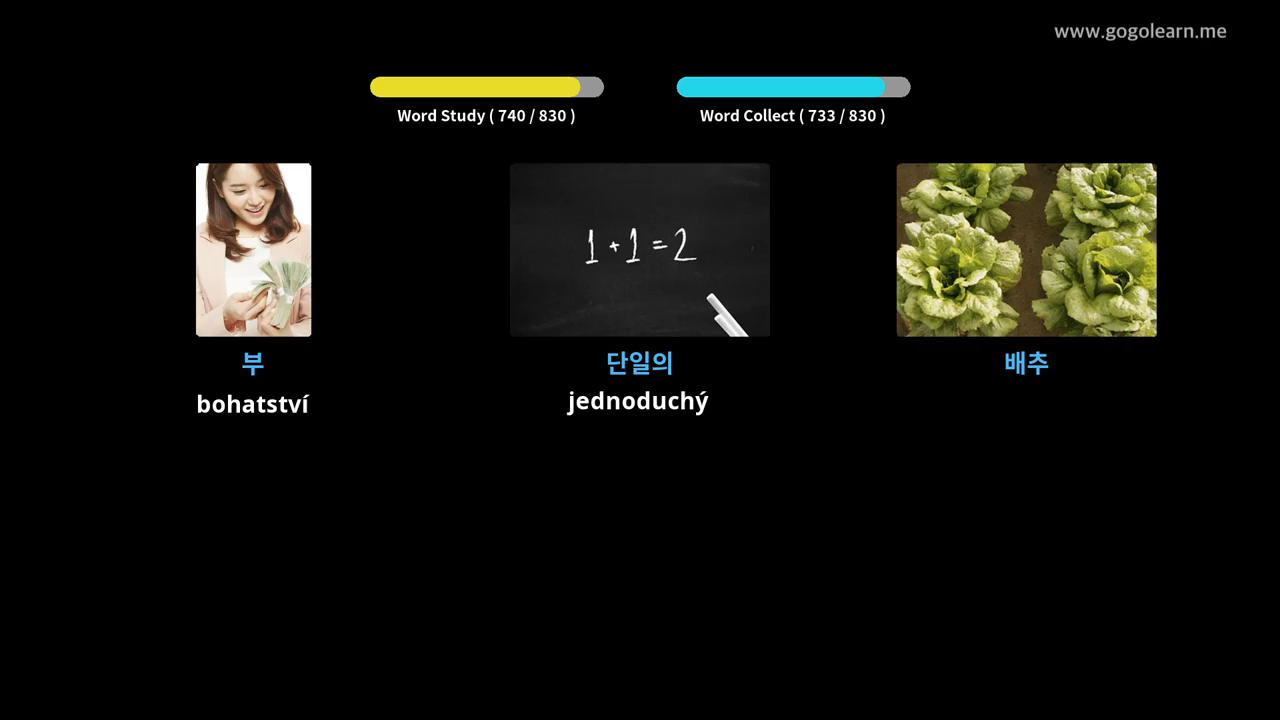 www.gogolearn.me
Word Study ( 740 / 830 )
Word Collect ( 733 / 830 )
1 + 1 = 2
부
단일의
배추
bohatství
jednoduchý